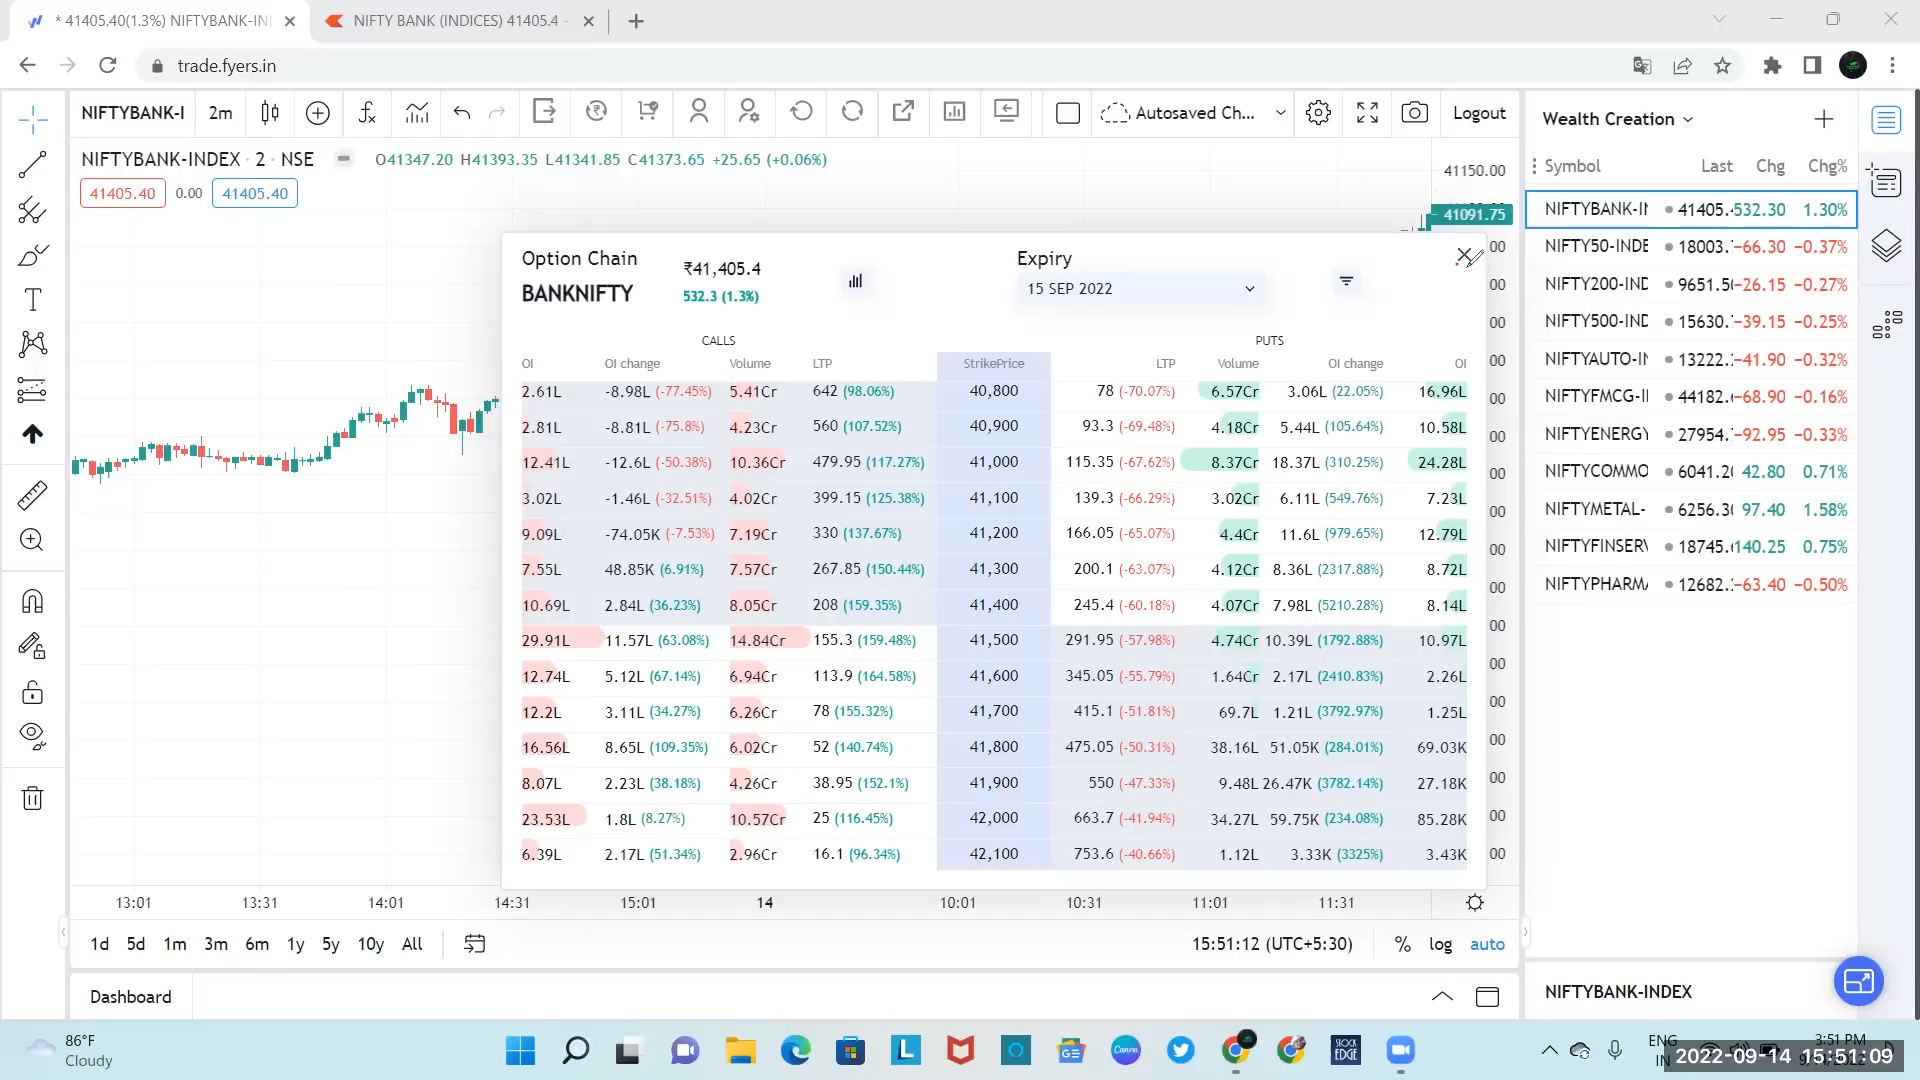 * 41405.40(1.3%) NIFTYBANK-IN
NIFTY BANK (INDICES) 41405.4 -
trade.fyers.in
NIFTYBANK-I 2m Autosaved Ch... Logout
NIFTYBANK-INDEX · 2 · NSE O41347.20 H41393.35 L41341.85 C41373.65 +25.65 (+0.06%)
41405.40 0.00 41405.40
41150.00
41091.75
Option Chain ₹41,405.4 Expiry
BANKNIFTY 532.3 (1.3%) 15 SEP 2022
CALLS PUTS
OI OI change Volume LTP StrikePrice LTP Volume OI change OI
2.61L -8.98L (-77.45%) 5.41Cr 642 (98.06%) 40,800 78 (-70.07%) 6.57Cr 3.06L (22.05%) 16.96L
2.81L -8.81L (-75.8%) 4.23Cr 560 (107.52%) 40,900 93.3 (-69.48%) 4.18Cr 5.44L (105.64%) 10.58L
12.41L -12.6L (-50.38%) 10.36Cr 479.95 (117.27%) 41,000 115.35 (-67.62%) 8.37Cr 18.37L (310.25%) 24.28L
3.02L -1.46L (-32.51%) 4.02Cr 399.15 (125.38%) 41,100 139.3 (-66.29%) 3.02Cr 6.11L (549.76%) 7.23L
9.09L -74.05K (-7.53%) 7.19Cr 330 (137.67%) 41,200 166.05 (-65.07%) 4.4Cr 11.6L (979.65%) 12.79L
7.55L 48.85K (6.91%) 7.57Cr 267.85 (150.44%) 41,300 200.1 (-63.07%) 4.12Cr 8.36L (2317.88%) 8.72L
10.69L 2.84L (36.23%) 8.05Cr 208 (159.35%) 41,400 245.4 (-60.18%) 4.07Cr 7.98L (5210.28%) 8.14L
29.91L 11.57L (63.08%) 14.84Cr 155.3 (159.48%) 41,500 291.95 (-57.98%) 4.74Cr 10.39L (1792.88%) 10.97L
12.74L 5.12L (67.14%) 6.94Cr 113.9 (164.58%) 41,600 345.05 (-55.79%) 1.64Cr 2.17L (2410.83%) 2.26L
12.2L 3.11L (34.27%) 6.26Cr 78 (155.32%) 41,700 415.1 (-51.81%) 69.7L 1.21L (3792.97%) 1.25L
16.56L 8.65L (109.35%) 6.02Cr 52 (140.74%) 41,800 475.05 (-50.31%) 38.16L 51.05K (284.01%) 69.03K
8.07L 2.23L (38.18%) 4.26Cr 38.95 (152.1%) 41,900 550 (-47.33%) 9.48L 26.47K (3782.14%) 27.18K
23.53L 1.8L (8.27%) 10.57Cr 25 (116.45%) 42,000 663.7 (-41.94%) 34.27L 59.75K (234.08%) 85.28K
6.39L 2.17L (51.34%) 2.96Cr 16.1 (96.34%) 42,100 753.6 (-40.66%) 1.12L 3.33K (3325%) 3.43K
13:01 13:31 14:01 14:31 15:01 14 10:01 10:31 11:01 11:31
1d 5d 1m 3m 6m 1y 5y 10y All 15:51:12 (UTC+5:30) % log auto
Dashboard
Wealth Creation
Symbol Last Chg Chg%
NIFTYBANK-IN 41405.4 532.30 1.30%
NIFTY50-INDE 18003. −66.30 −0.37%
NIFTY200-IND 9651.50 −26.15 −0.27%
NIFTY500-IND 15630. −39.15 −0.25%
NIFTYAUTO-IN 13222. −41.90 −0.32%
NIFTYFMCG-II 44182. −68.90 −0.16%
NIFTYENERGY 27954. −92.95 −0.33%
NIFTYCOMMO 6041.20 42.80 0.71%
NIFTYMETAL- 6256.30 97.40 1.58%
NIFTYFINSERV 18745. 140.25 0.75%
NIFTYPHARMA 12682. −63.40 −0.50%
NIFTYBANK-INDEX
86°F
Cloudy
Canva
STOCK EDGE
ENG
IN
3:51 PM
2022-09-14 15:51:09